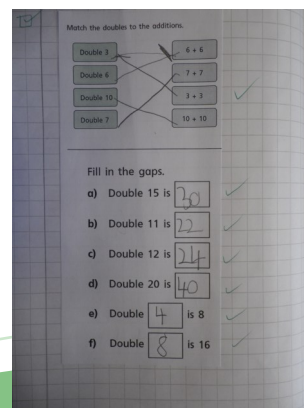 Match the doubles to the additions.
Double 3
6 + 6
Double 6
7 + 7
Double 10
3 + 3
Double 7
10 + 10
Fill in the gaps.
a) Double 15 is 30
b) Double 11 is 22
c) Double 12 is 24
d) Double 20 is 40
e) Double 4 is 8
f) Double 8 is 16